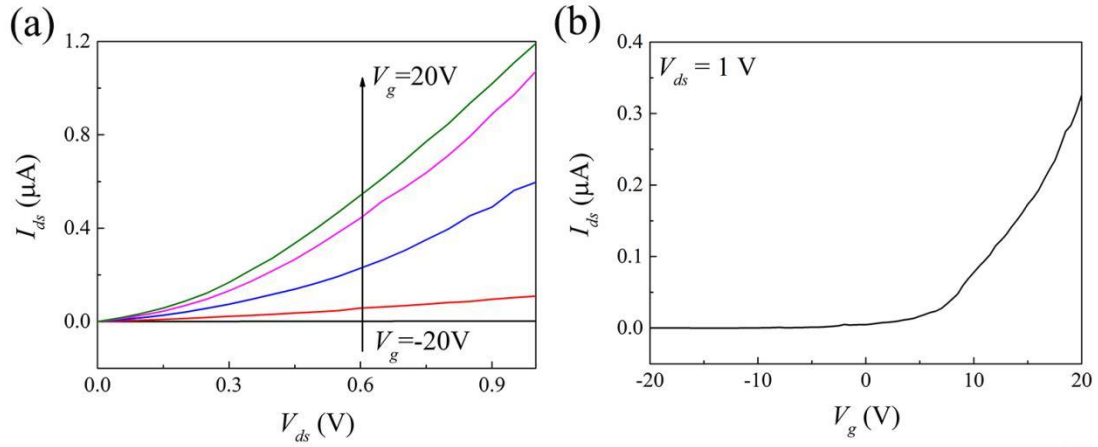 (a)
1.2
0.8
0.4
0.0
I_ds (μA)
V_g=20V
V_g=-20V
0.0 0.3 0.6 0.9
V_ds (V)
(b)
0.4
0.3
0.2
0.1
0.0
I_ds (μA)
V_ds = 1 V
-20 -10 0 10 20
V_g (V)